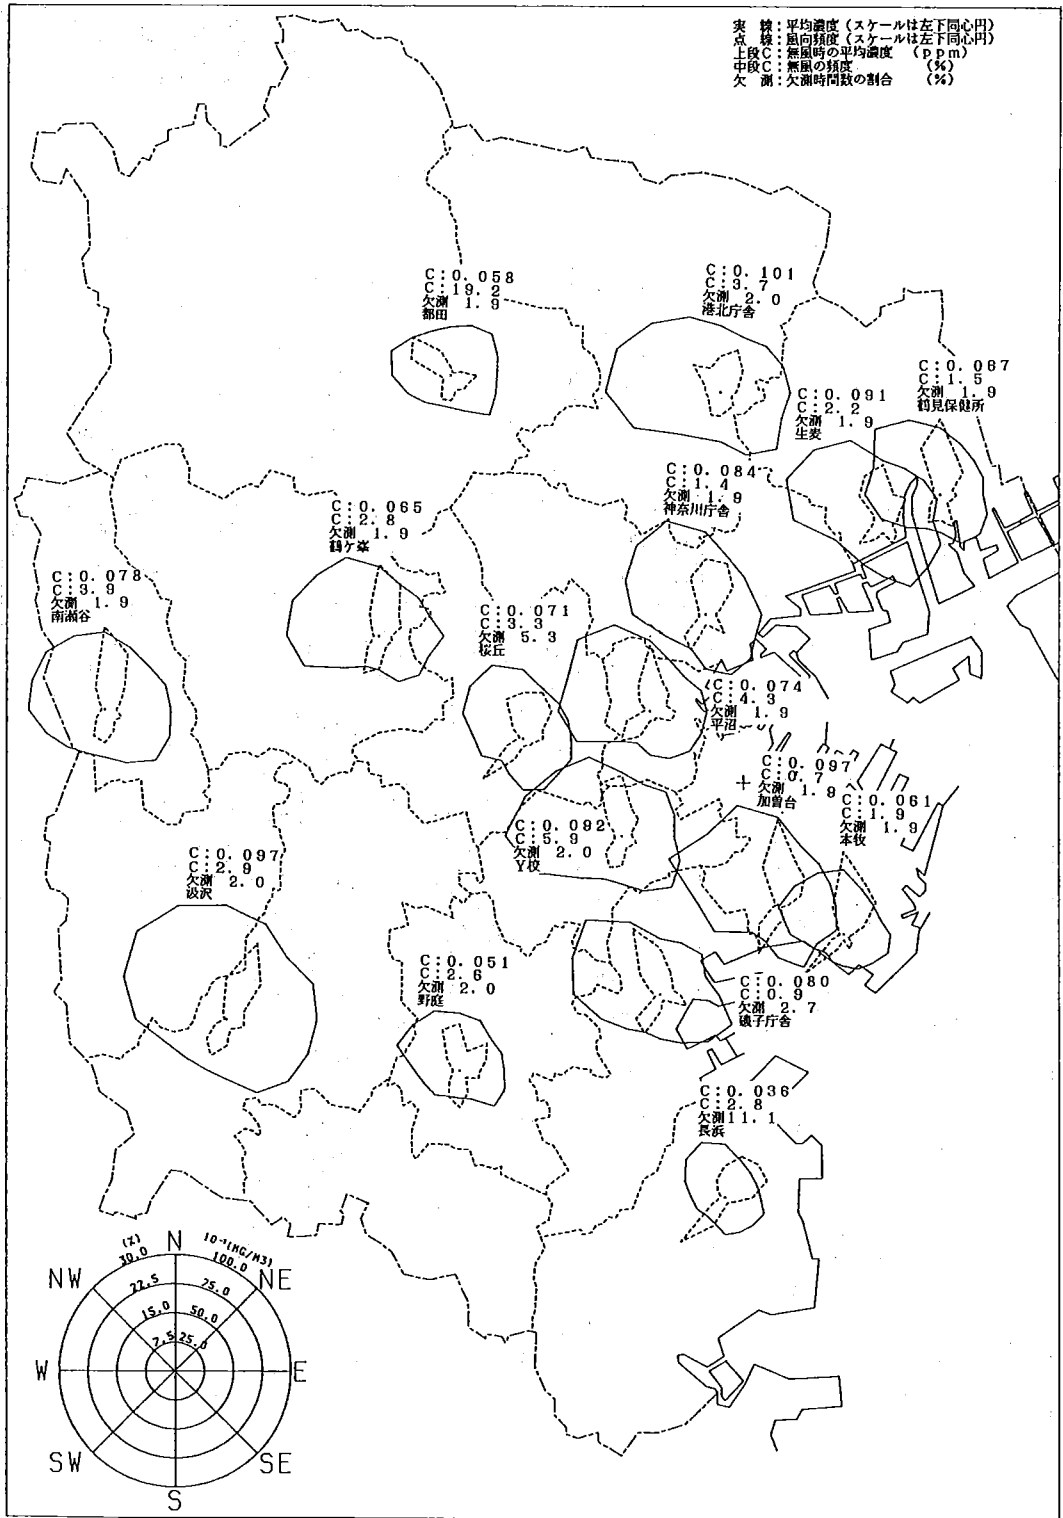 実　線：平均濃度（スケールは左下同心円）
点　線：風向頻度（スケールは左下同心円）
上段C：無風時の平均濃度　（ｐｐｍ）
中段C：無風の頻度　（％）
欠　測：欠測時間数の割合　（％）
C：0.058
C：19.2
欠測 1.9
都田
C：0.101
C：3.7
欠測 2.0
港北庁舎
C：0.087
C：1.5
欠測 1.9
鶴見保健所
C：0.091
C：2.2
欠測 1.9
生麦
C：0.084
C：1.4
欠測 1.9
神奈川庁舎
C：0.065
C：2.8
欠測 1.9
鶴ケ峯
C：0.078
C：3.9
欠測 1.9
南瀬谷
C：0.071
C：3.3
欠測 5.3
桜丘
C：0.074
C：4.3
欠測 1.9
平沼
C：0.097
C：0.7
欠測 1.8
加曽台
C：0.061
C：1.9
欠測 1.9
本牧
C：0.082
C：5.9
欠測 2.0
Y校
C：0.097
C：2.9
欠測 2.0
汲沢
C：0.051
C：2.6
欠測 2.0
野庭
C：0.080
C：0.9
欠測 2.7
磯子庁舎
C：0.036
C：2.8
欠測 11.1
長浜
(%) N 10⁻³(MG/M3)
30.0 100.0
NW NE
22.5 75.0
15.0 50.0
7.5 25.0
W E
SW SE
S